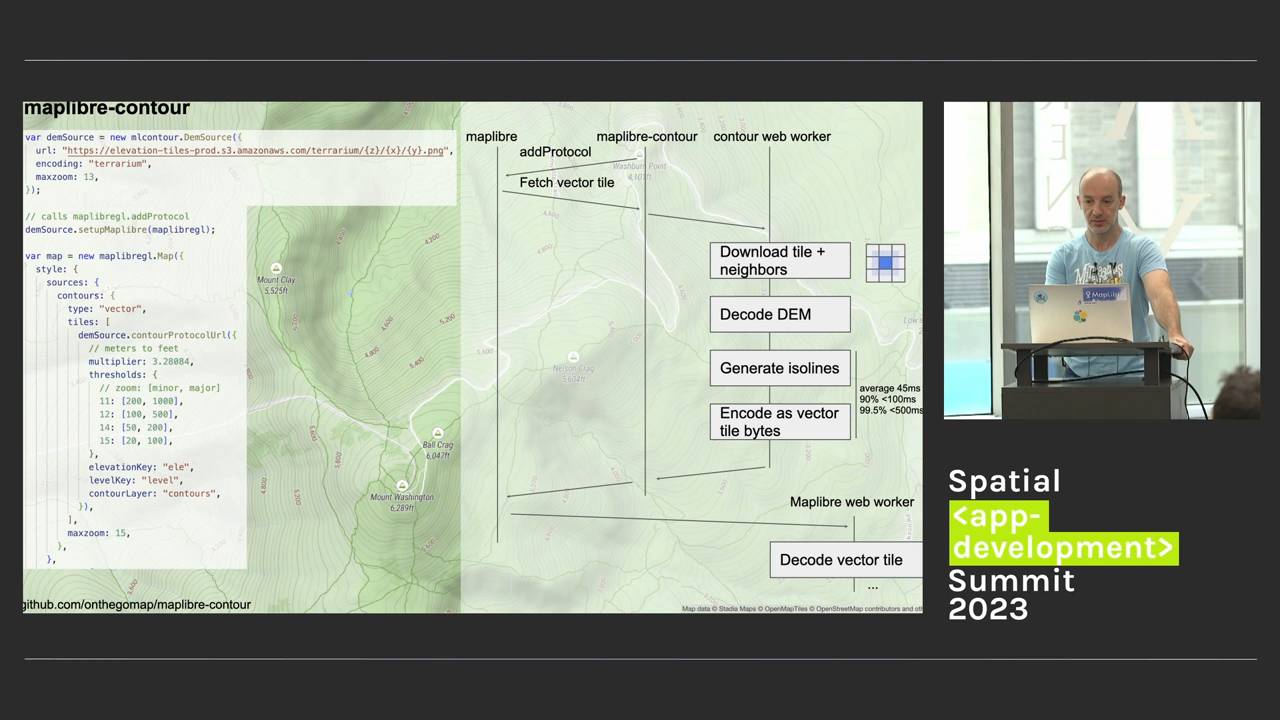 maplibre-contour
var demSource = new mlcontour.DemSource({
url: "https://elevation-tiles-prod.s3.amazonaws.com/terrarium/{z}/{x}/{y}.png",
encoding: "terrarium",
maxzoom: 13,
});
// calls maplibregl.addProtocol
demSource.setupMaplibre(maplibregl);
var map = new maplibregl.Map({
style: {
sources: {
contours: {
type: "vector",
tiles: [
demSource.contourProtocolUrl({
// meters to feet
multiplier: 3.28084,
thresholds: {
// zoom: [minor, major]
11: [200, 1000],
12: [100, 500],
14: [50, 200],
15: [20, 100],
},
elevationKey: "ele",
levelKey: "level",
contourLayer: "contours",
}),
],
maxzoom: 15,
},
},
github.com/onthegomap/maplibre-contour
Mount Clay
5,525ft
Ball Crag
6,047ft
Mount Washington
6,289ft
Nelson Crag
5,604ft
Washburn Point
4,101ft
maplibre
maplibre-contour
contour web worker
addProtocol
Fetch vector tile
Download tile +
neighbors
Decode DEM
Generate isolines
Encode as vector
tile bytes
average 45ms
90% <100ms
99.5% <500ms
Maplibre web worker
Decode vector tile
...
Map data © Stadia Maps © OpenMapTiles © OpenStreetMap contributors and ot
MapLibre
Spatial
<app-
development>
Summit
2023